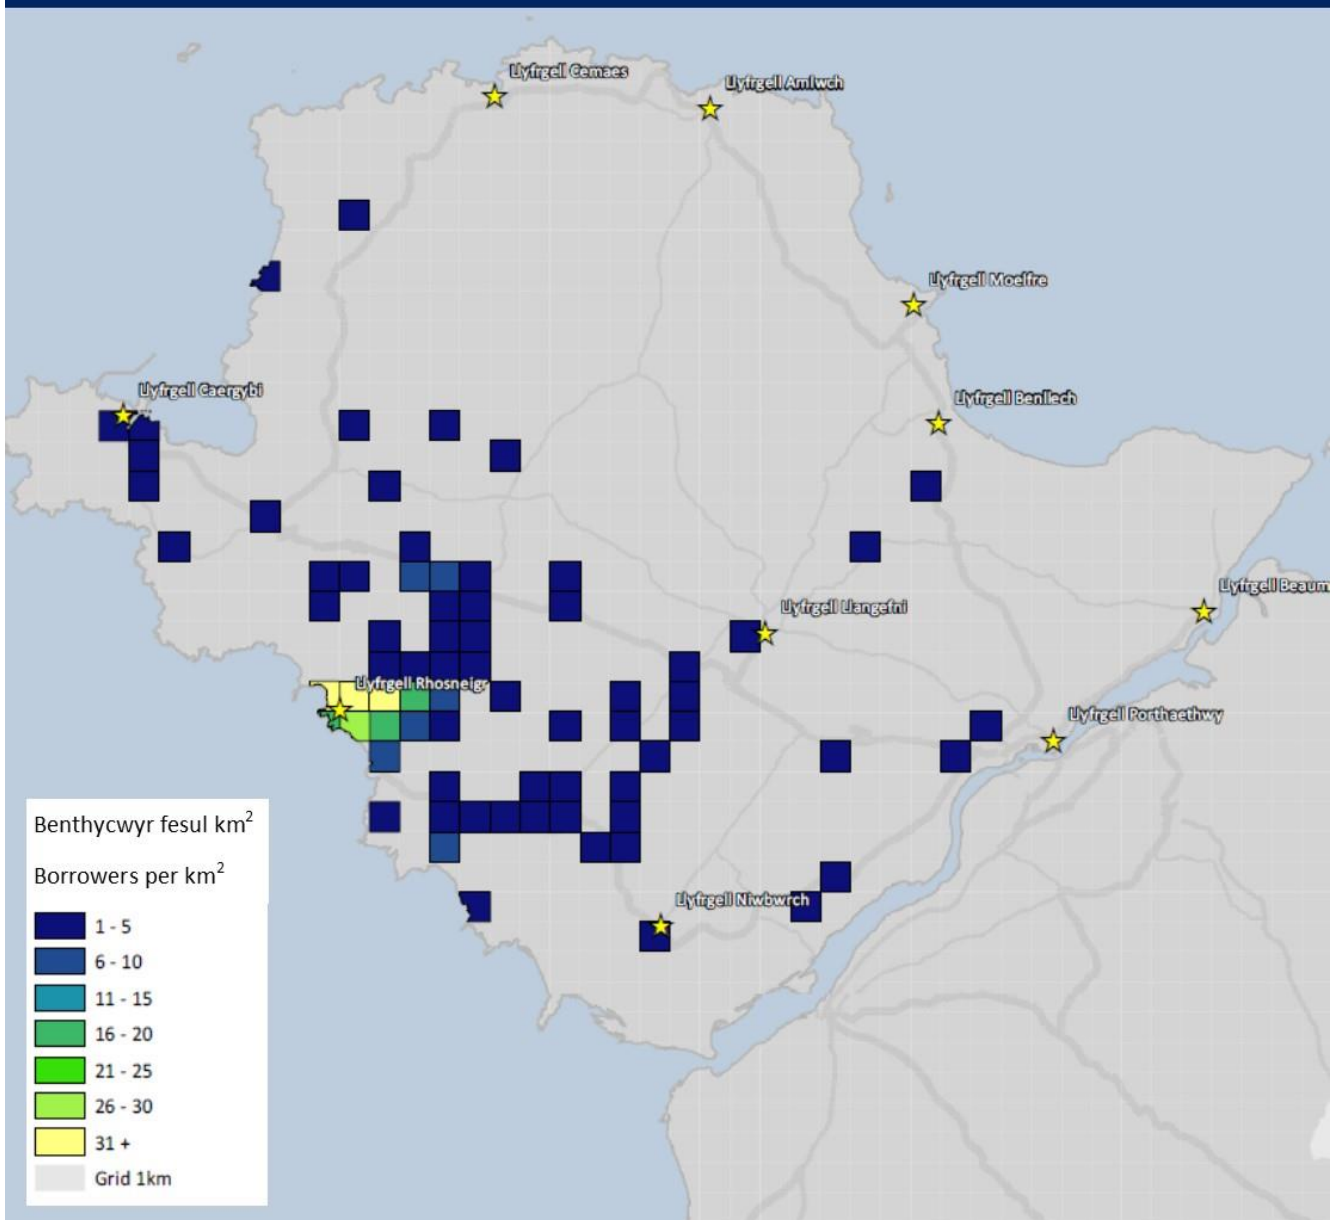 Llyfrgell Cemaes
Llyfrgell Amlwch
Llyfrgell Moelfre
Llyfrgell Caergybi
Llyfrgell Benllech
Llyfrgell Beaum
Llyfrgell Llangefni
Llyfrgell Rhosneigr
Llyfrgell Porthaethwy
Llyfrgell Niwbwrch
Benthycwyr fesul km²
Borrowers per km²
1 - 5
6 - 10
11 - 15
16 - 20
21 - 25
26 - 30
31 +
Grid 1km